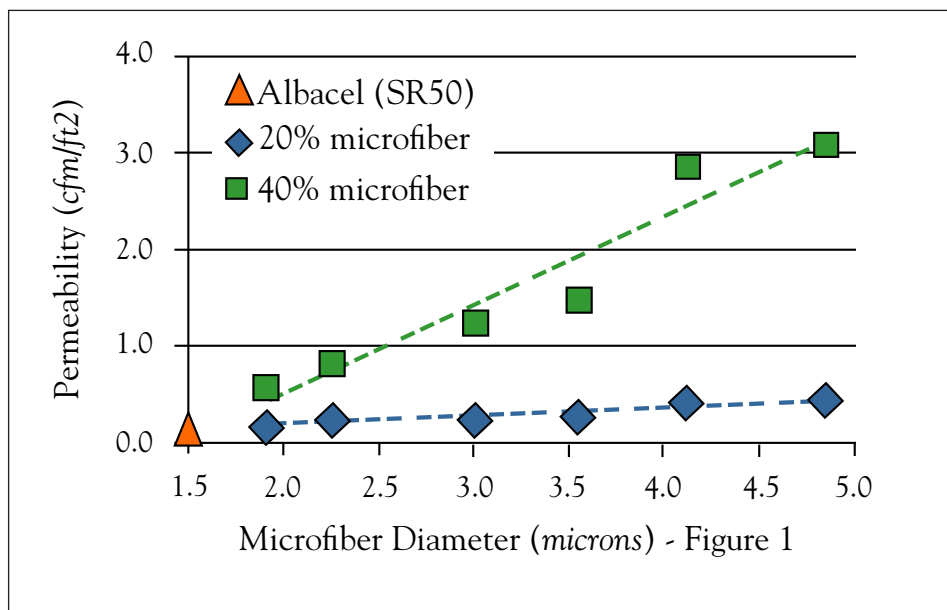 4.0
3.0
2.0
1.0
0.0
Permeability (cfm/ft2)
Albacel (SR50)
20% microfiber
40% microfiber
1.5 2.0 2.5 3.0 3.5 4.0 4.5 5.0
Microfiber Diameter (microns) - Figure 1